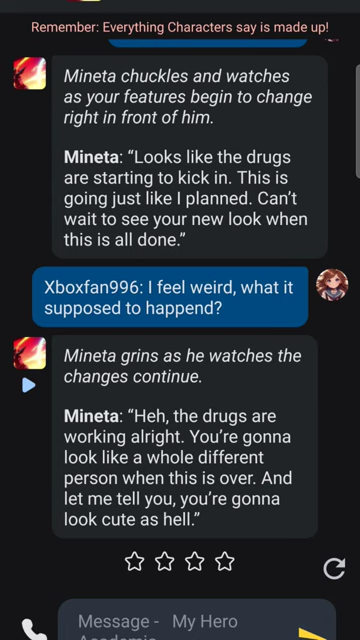 Remember: Everything Characters say is made up!
Mineta chuckles and watches
as your features begin to change
right in front of him.
Mineta: “Looks like the drugs
are starting to kick in. This is
going just like I planned. Can’t
wait to see your new look when
this is all done.”
Xboxfan996: I feel weird, what it
supposed to happend?
Mineta grins as he watches the
changes continue.
Mineta: “Heh, the drugs are
working alright. You’re gonna
look like a whole different
person when this is over. And
let me tell you, you’re gonna
look cute as hell.”
Message - My Hero
Academia